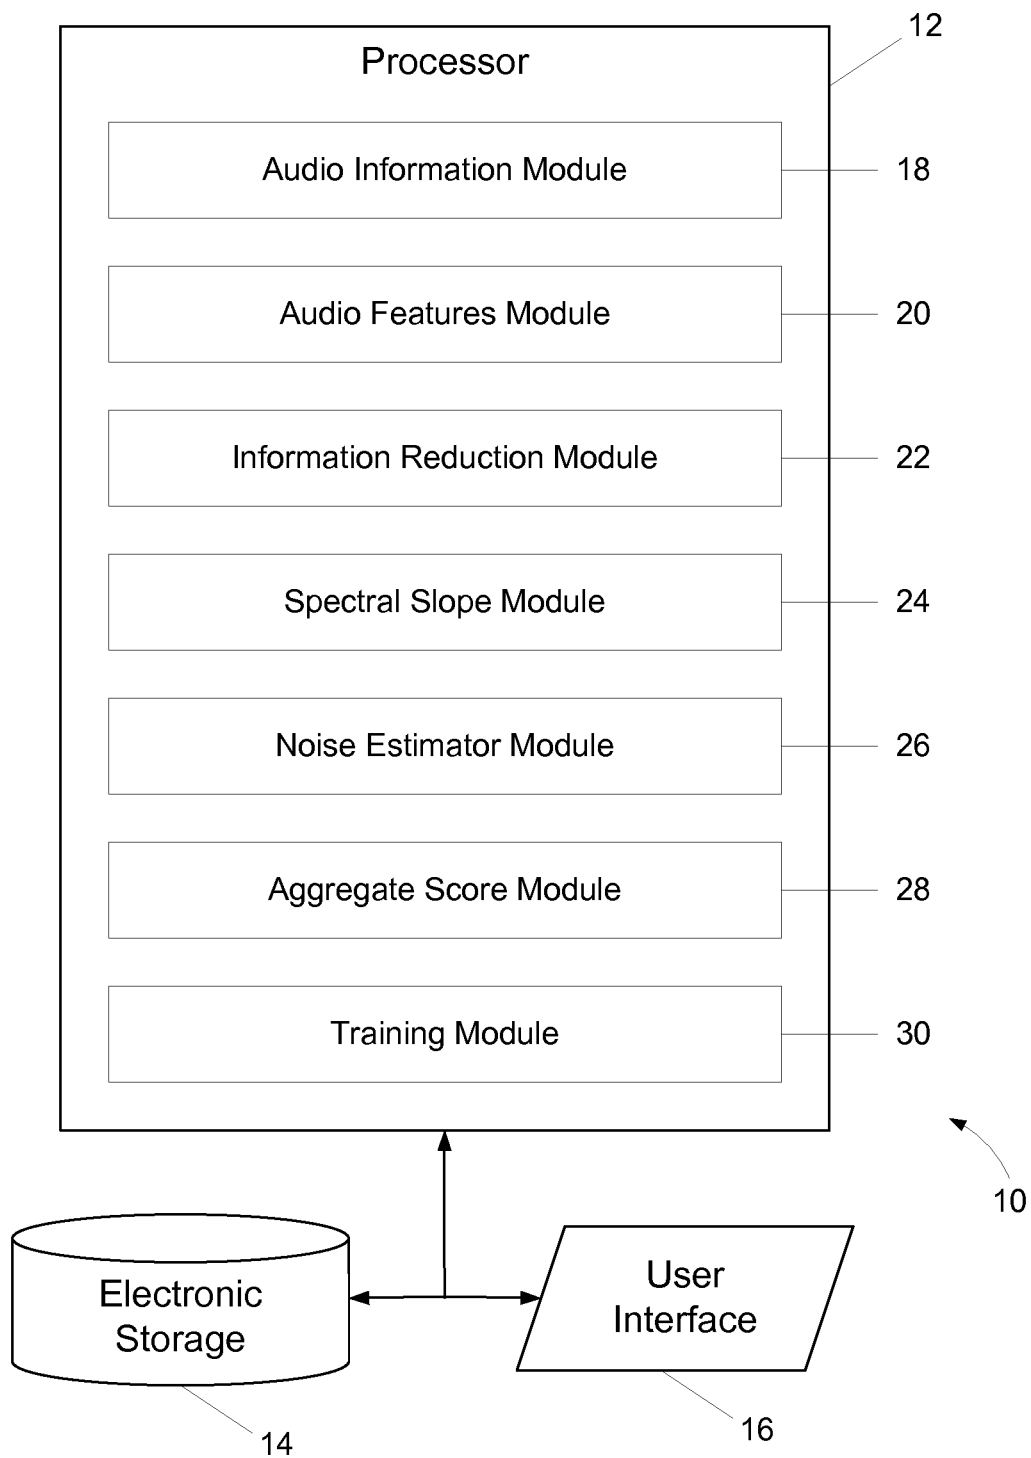 12
Processor
Audio Information Module
18
Audio Features Module
20
Information Reduction Module
22
Spectral Slope Module
24
Noise Estimator Module
26
Aggregate Score Module
28
Training Module
30
10
Electronic
Storage
User
Interface
14
16